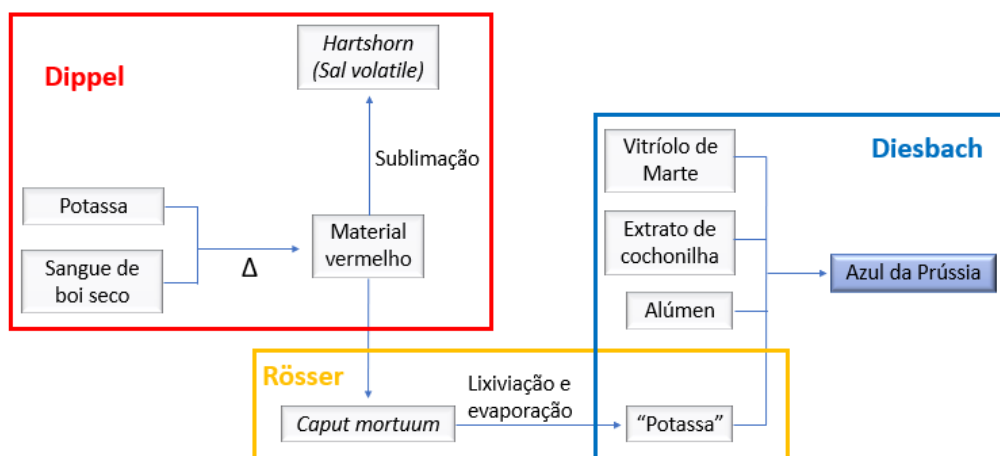 Dippel
Hartshorn
(Sal volatile)
Sublimação
Potassa
Sangue de
boi seco
Δ
Material
vermelho
Diesbach
Vitríolo de
Marte
Extrato de
cochonilha
Alúmen
Azul da Prússia
Rösser
Caput mortuum
Lixiviação e
evaporação
“Potassa”